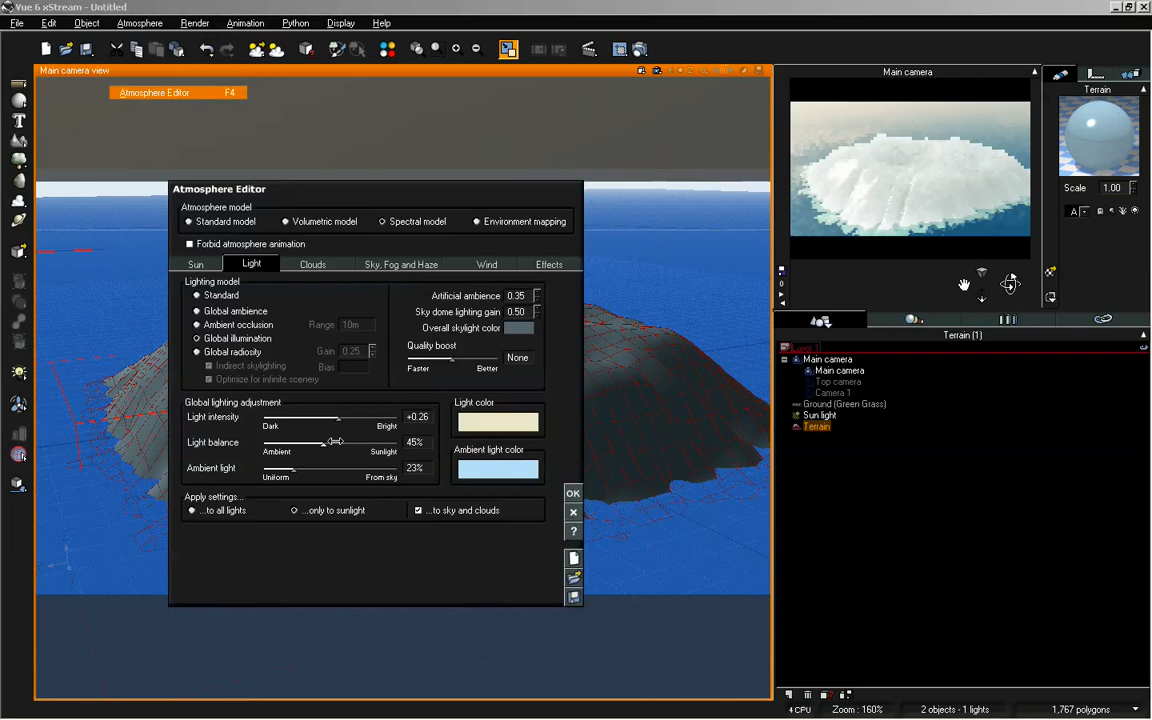 Vue 6 xStream - Untitled
File Edit Object Atmosphere Render Animation Python Display Help
Main camera view
Atmosphere Editor F4
Main camera
Terrain
Scale 1.00
A
Atmosphere Editor
Atmosphere model
Standard model Volumetric model Spectral model Environment mapping
Forbid atmosphere animation
Sun Light Clouds Sky, Fog and Haze Wind Effects
Lighting model
Standard
Global ambience
Ambient occlusion Range 10m
Global illumination
Global radiosity Gain 0.25
Indirect skylighting Bias
Optimize for infinite scenery
Artificial ambience 0.35
Sky dome lighting gain 0.50
Overall skylight color
Quality boost
None
Faster Better
Global lighting adjustment
Light intensity +0.26
Dark Bright
Light balance 45%
Ambient Sunlight
Ambient light 23%
Uniform From sky
Light color
Ambient light color
Apply settings...
...to all lights ...only to sunlight ...to sky and clouds
OK
?
0
Terrain (1)
Layer 1
Main camera
Main camera
Top camera
Camera 1
Ground (Green Grass)
Sun light
Terrain
4 CPU Zoom : 160% 2 objects - 1 lights 1,767 polygons